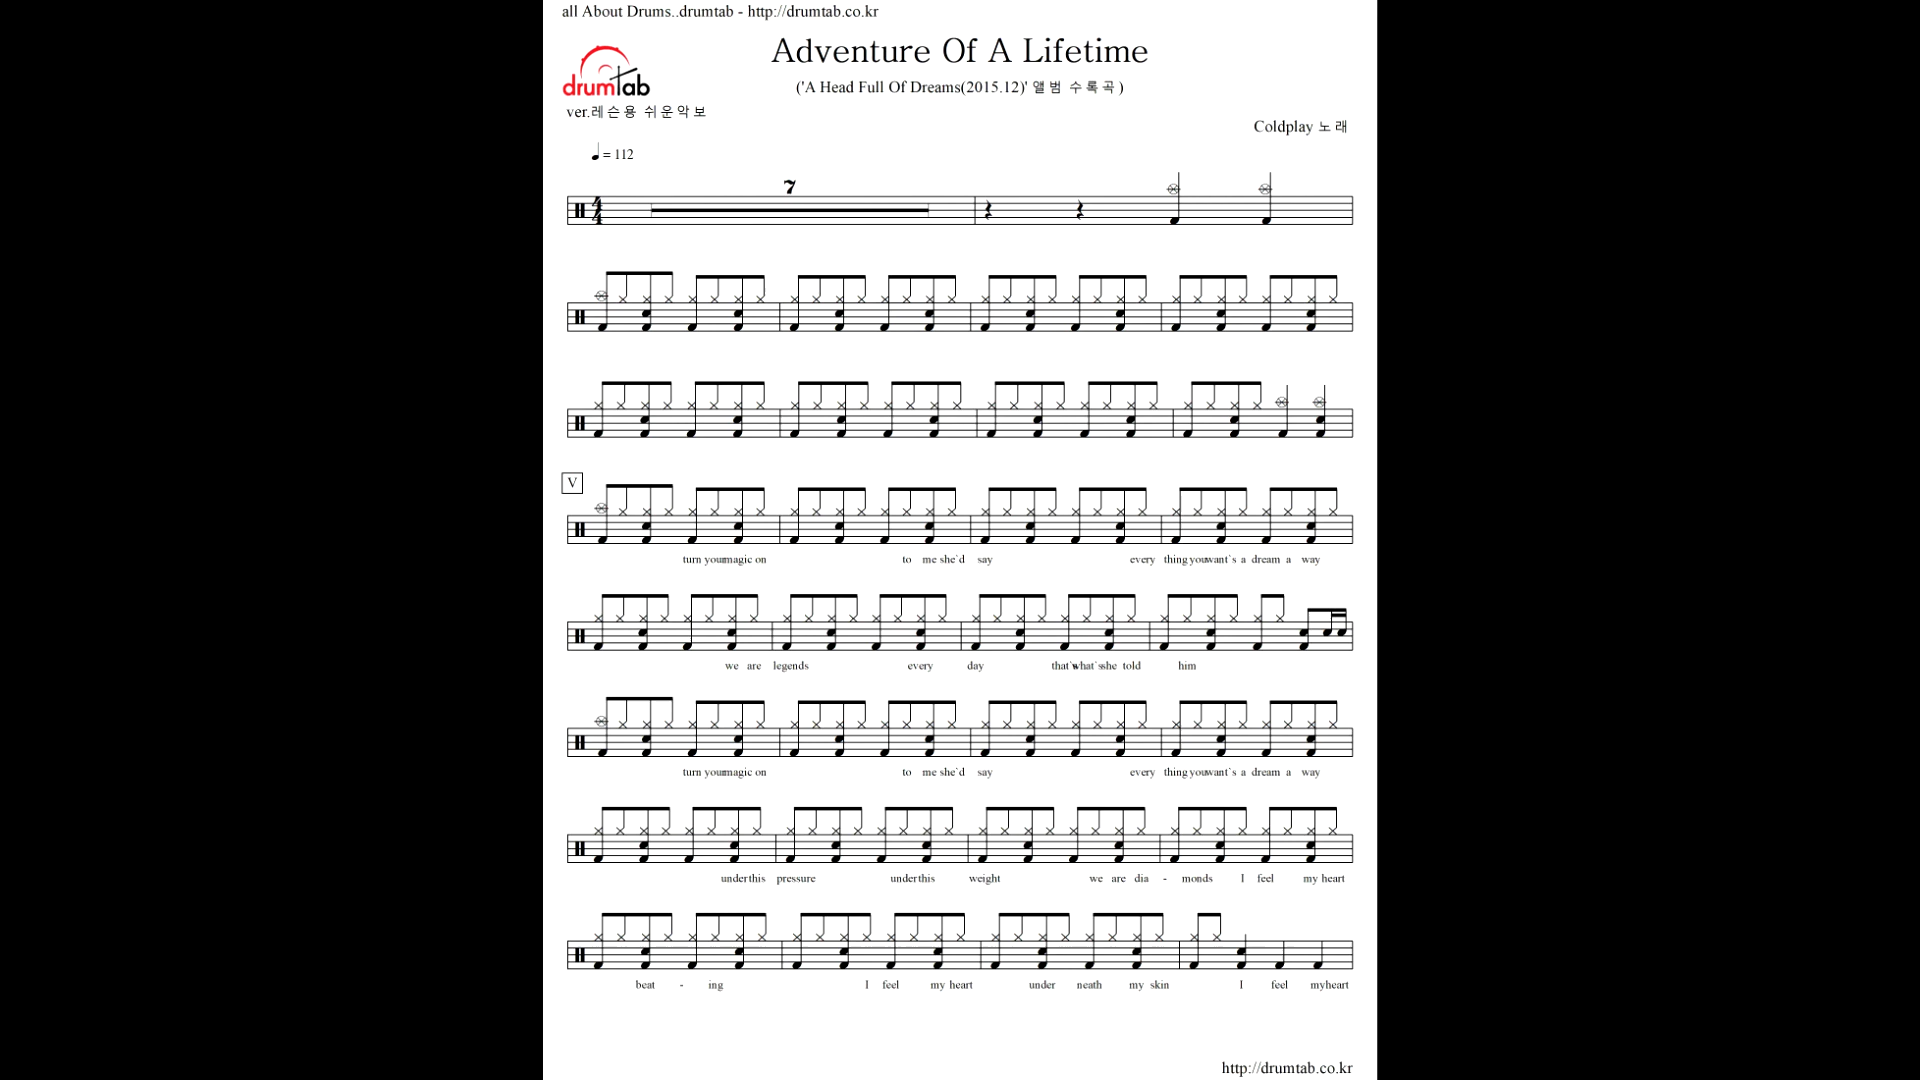 all About Drums..drumtab - http://drumtab.co.kr
Adventure Of A Lifetime
drumtab
('A Head Full Of Dreams(2015.12)' 앨범 수록곡)
ver.레슨용 쉬운악보
Coldplay 노래
= 112
7
4
4
V
turn your magic on to me she`d say every thing you want`s a dream a way
we are legends every day that`s what`s she told him
turn your magic on to me she`d say every thing you want`s a dream a way
under this pressure under this weight we are dia - monds I feel my heart
beat - ing I feel my heart under neath my skin I feel my heart
http://drumtab.co.kr